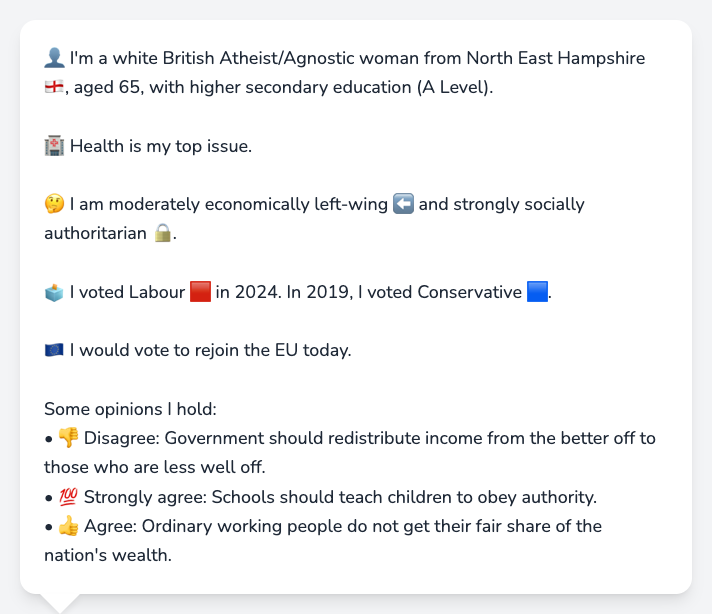 👤 I'm a white British Atheist/Agnostic woman from North East Hampshire
🏴󠁧󠁢󠁥󠁮󠁧󠁿, aged 65, with higher secondary education (A Level).
🏥 Health is my top issue.
🤔 I am moderately economically left-wing ⬅️ and strongly socially
authoritarian 🔒.
🗳️ I voted Labour 🟥 in 2024. In 2019, I voted Conservative 🟦.
🇪🇺 I would vote to rejoin the EU today.
Some opinions I hold:
• 👎 Disagree: Government should redistribute income from the better off to
those who are less well off.
• 💯 Strongly agree: Schools should teach children to obey authority.
• 👍 Agree: Ordinary working people do not get their fair share of the
nation's wealth.